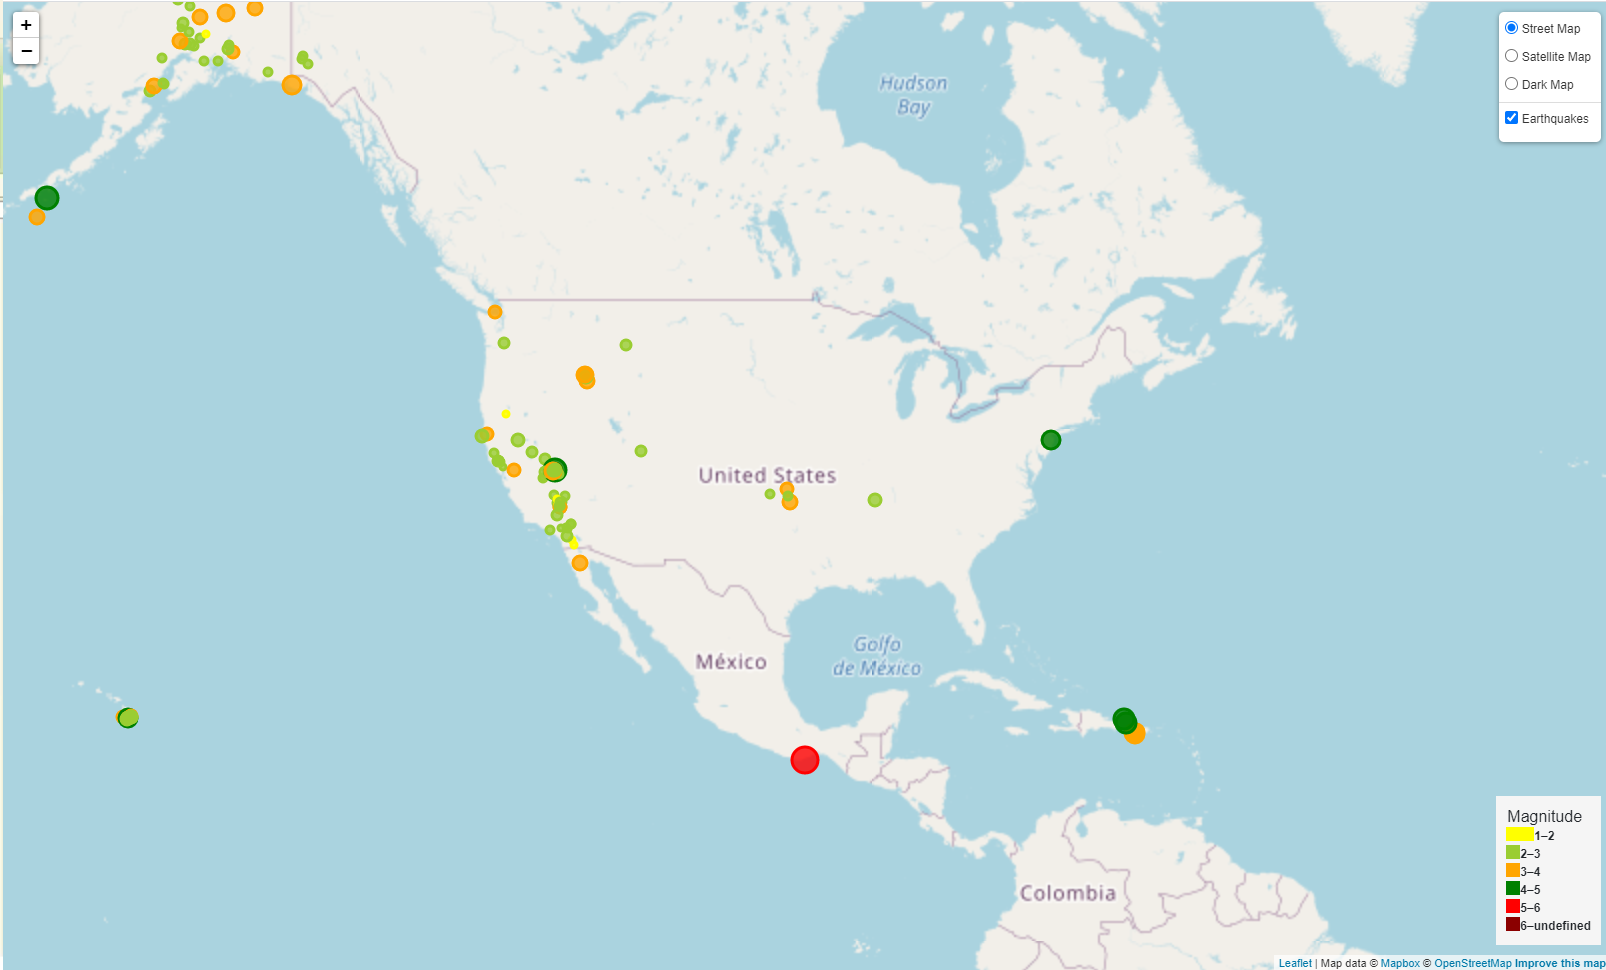 +
−
Street Map
Satellite Map
Dark Map
Earthquakes
Hudson
Bay
United States
Golfo
de México
México
Colombia
Magnitude
1–2
2–3
3–4
4–5
5–6
6–undefined
Leaflet | Map data © Mapbox © OpenStreetMap Improve this map